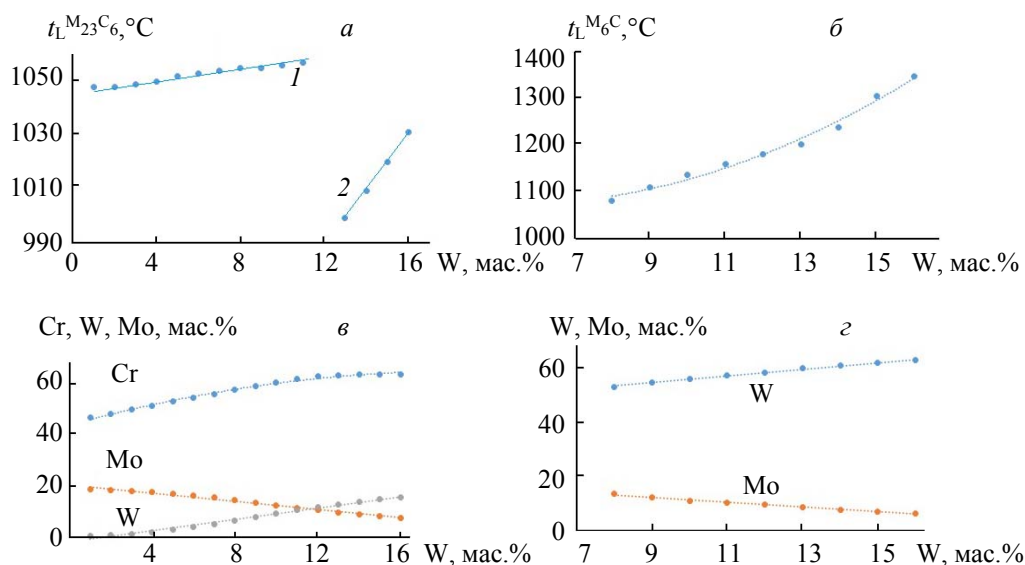 t_L^M₂₃C₆,°C
а
1050
1030
1010
990
0
4
8
12
16
W, мас.%
1
2
t_L^M₆C,°C
б
1400
1300
1200
1100
1000
7
9
11
13
15
W, мас.%
Cr, W, Mo, мас.%
в
60
40
20
0
4
8
12
16
W, мас.%
Cr
Mo
W
W, Mo, мас.%
г
60
40
20
0
7
9
11
13
15
W, мас.%
W
Mo